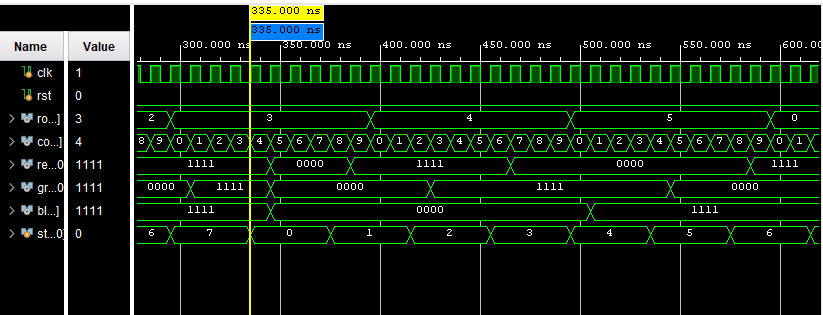 335.000 ns
335.000 ns
Name Value 300.000 ns 350.000 ns 400.000 ns 450.000 ns 500.000 ns 550.000 ns 600.0
clk 1
rst 0
ro...] 3 2 3 4 5 0
co...] 4 8 9 0 1 2 3 4 5 6 7 8 9 0 1 2 3 4 5 6 7 8 9 0 1 2 3 4 5 6 7 8 9 0 1
re...0 1111 1111 0000 1111 0000 1111
gr...0 1111 0000 1111 0000 1111 0000
bl...] 1111 1111 0000 1111
st...0] 0 6 7 0 1 2 3 4 5 6